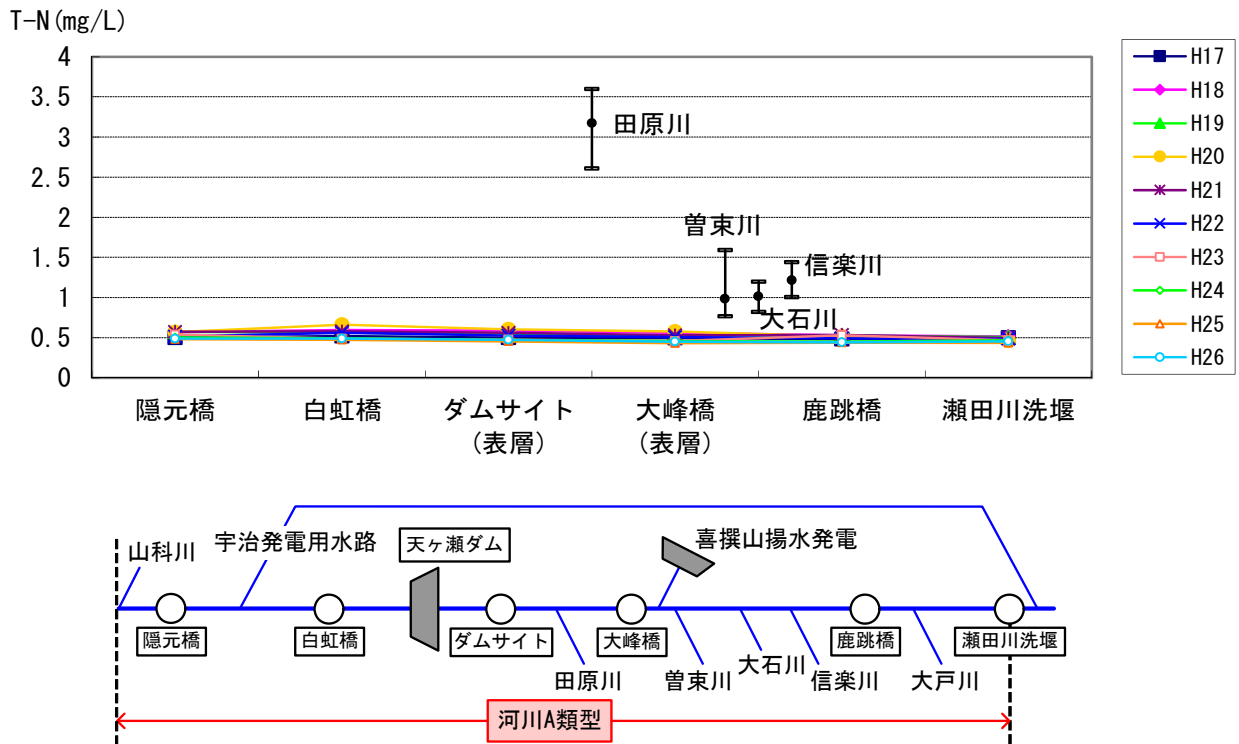 T-N(mg/L)
4
3.5
3
2.5
2
1.5
1
0.5
0
田原川
曽束川
信楽川
大石川
隠元橋
白虹橋
ダムサイト
(表層)
大峰橋
(表層)
鹿跳橋
瀬田川洗堰
H17
H18
H19
H20
H21
H22
H23
H24
H25
H26
山科川
宇治発電用水路
天ヶ瀬ダム
喜撰山揚水発電
隠元橋
白虹橋
ダムサイト
大峰橋
鹿跳橋
瀬田川洗堰
田原川
曽束川
大石川
信楽川
大戸川
河川A類型